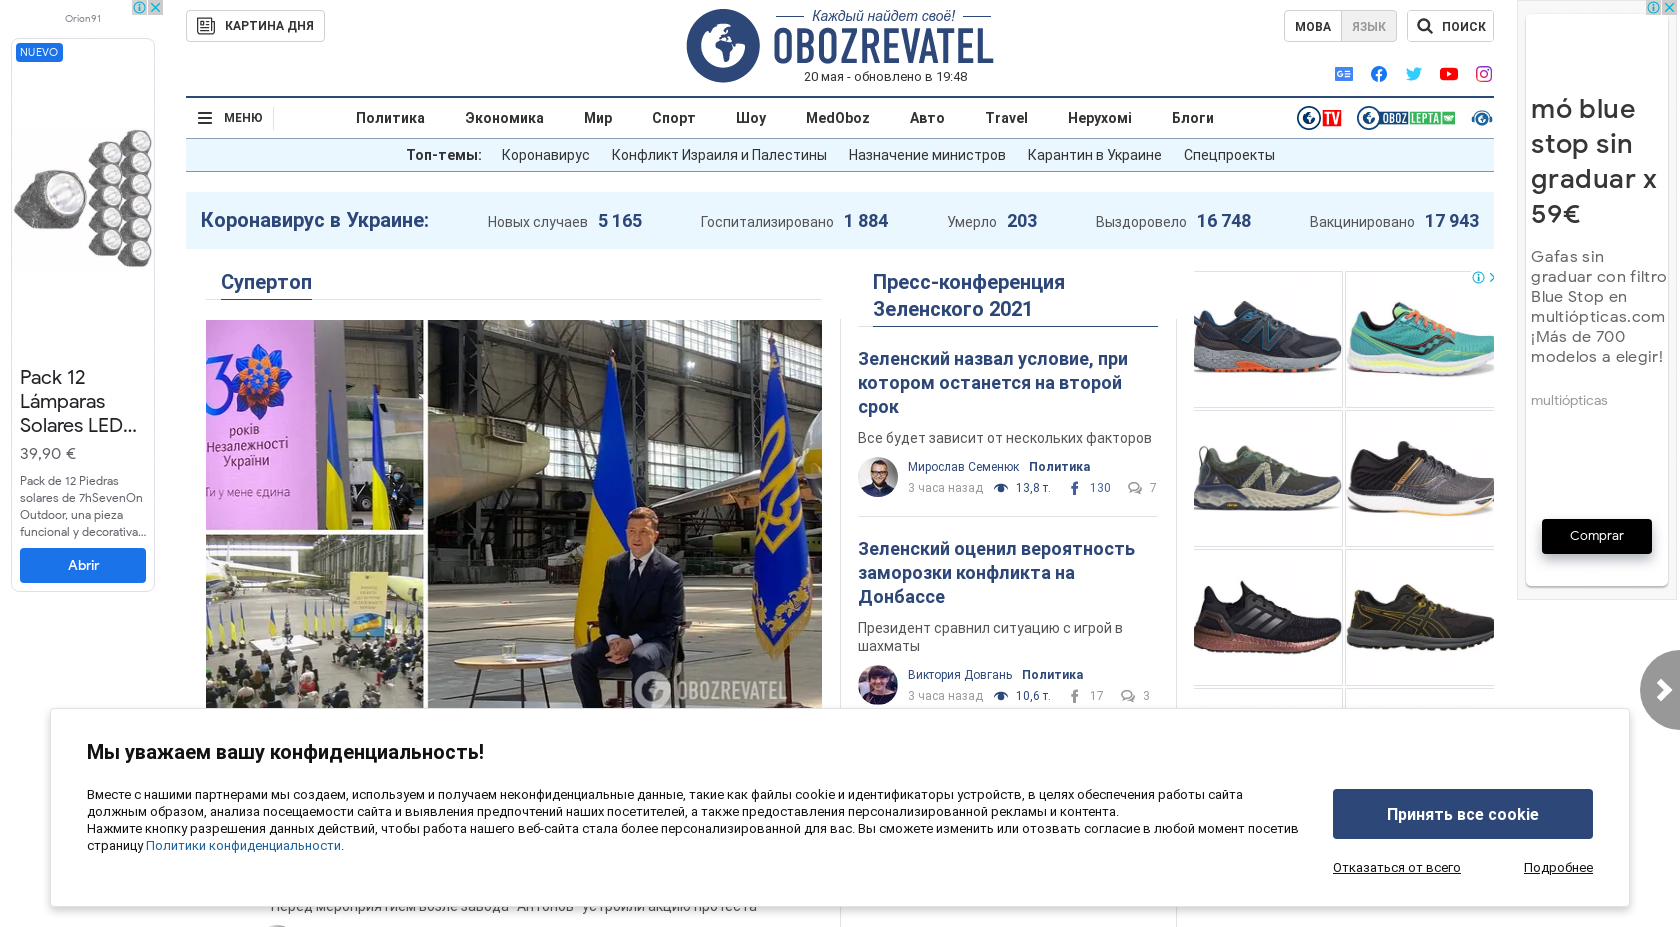 Orion91
NUEVO
Pack 12
Lámparas
Solares LED...
39,90 €
Pack de 12 Piedras
solares de 7hSevenOn
Outdoor, una pieza
funcional y decorativa...
Abrir
КАРТИНА ДНЯ
Каждый найдет своё!
OBOZREVATEL
20 мая - обновлено в 19:48
МОВА
ЯЗЫК
ПОИСК
МЕНЮ
Политика
Экономика
Мир
Спорт
Шоу
MedOboz
Авто
Travel
Нерухомі
Блоги
TV
OBOZ LEPTA
Топ-темы:
Коронавирус
Конфликт Израиля и Палестины
Назначение министров
Карантин в Украине
Спецпроекты
Коронавирус в Украине:
Новых случаев 5 165
Госпитализировано 1 884
Умерло 203
Выздоровело 16 748
Вакцинировано 17 943
Супертоп
30
років
Незалежності
України
Ти у мене єдина
OBOZREVATEL
Пресс-конференция
Зеленского 2021
Зеленский назвал условие, при
котором останется на второй
срок
Все будет зависит от нескольких факторов
Мирослав Семенюк Политика
3 часа назад 13,8 т. 130 7
Зеленский оценил вероятность
заморозки конфликта на
Донбассе
Президент сравнил ситуацию с игрой в
шахматы
Виктория Довгань Политика
3 часа назад 10,6 т. 17 3
mó blue
stop sin
graduar x
59€
Gafas sin
graduar con filtro
Blue Stop en
multiópticas.com
¡Más de 700
modelos a elegir!
multiópticas
Comprar
Мы уважаем вашу конфиденциальность!
Вместе с нашими партнерами мы создаем, используем и получаем неконфиденциальные данные, такие как файлы cookie и идентификаторы устройств, в целях обеспечения работы сайта
должным образом, анализа посещаемости сайта и выявления предпочтений наших посетителей, а также предоставления персонализированной рекламы и контента.
Нажмите кнопку разрешения данных действий, чтобы работа нашего веб-сайта стала более персонализированной для вас. Вы сможете изменить или отозвать согласие в любой момент посетив
страницу Политики конфиденциальности.
Принять все cookie
Отказаться от всего
Подробнее
Перед мероприятием возле завода "Антонов" устроили акцию протеста